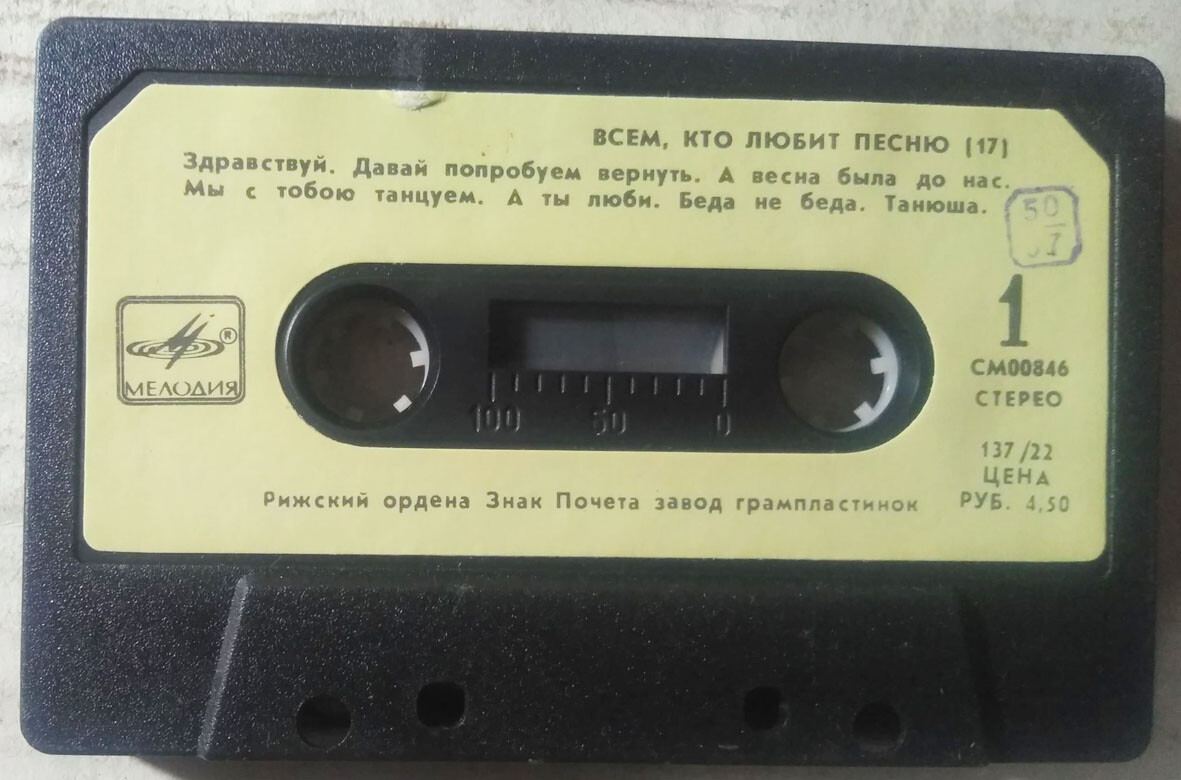 ВСЕМ, КТО ЛЮБИТ ПЕСНЮ (17)
Здравствуй. Давай попробуем вернуть. А весна была до нас.
Мы с тобою танцуем. А ты люби. Беда не беда. Танюша.
50
1
СМ00846
СТЕРЕО
®
МЕЛОДИЯ
100 50 0
137/22
ЦЕНА
РУБ. 4,50
Рижский ордена Знак Почета завод грампластинок